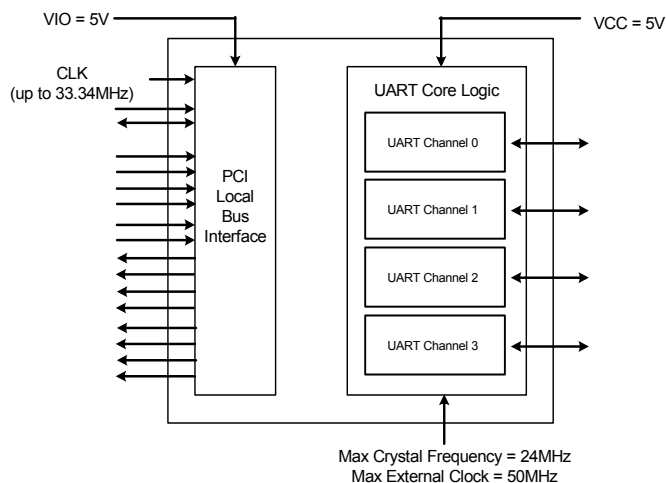 VIO = 5V
VCC = 5V
CLK
(up to 33.34MHz)
PCI
Local
Bus
Interface
UART Core Logic
UART Channel 0
UART Channel 1
UART Channel 2
UART Channel 3
Max Crystal Frequency = 24MHz
Max External Clock = 50MHz